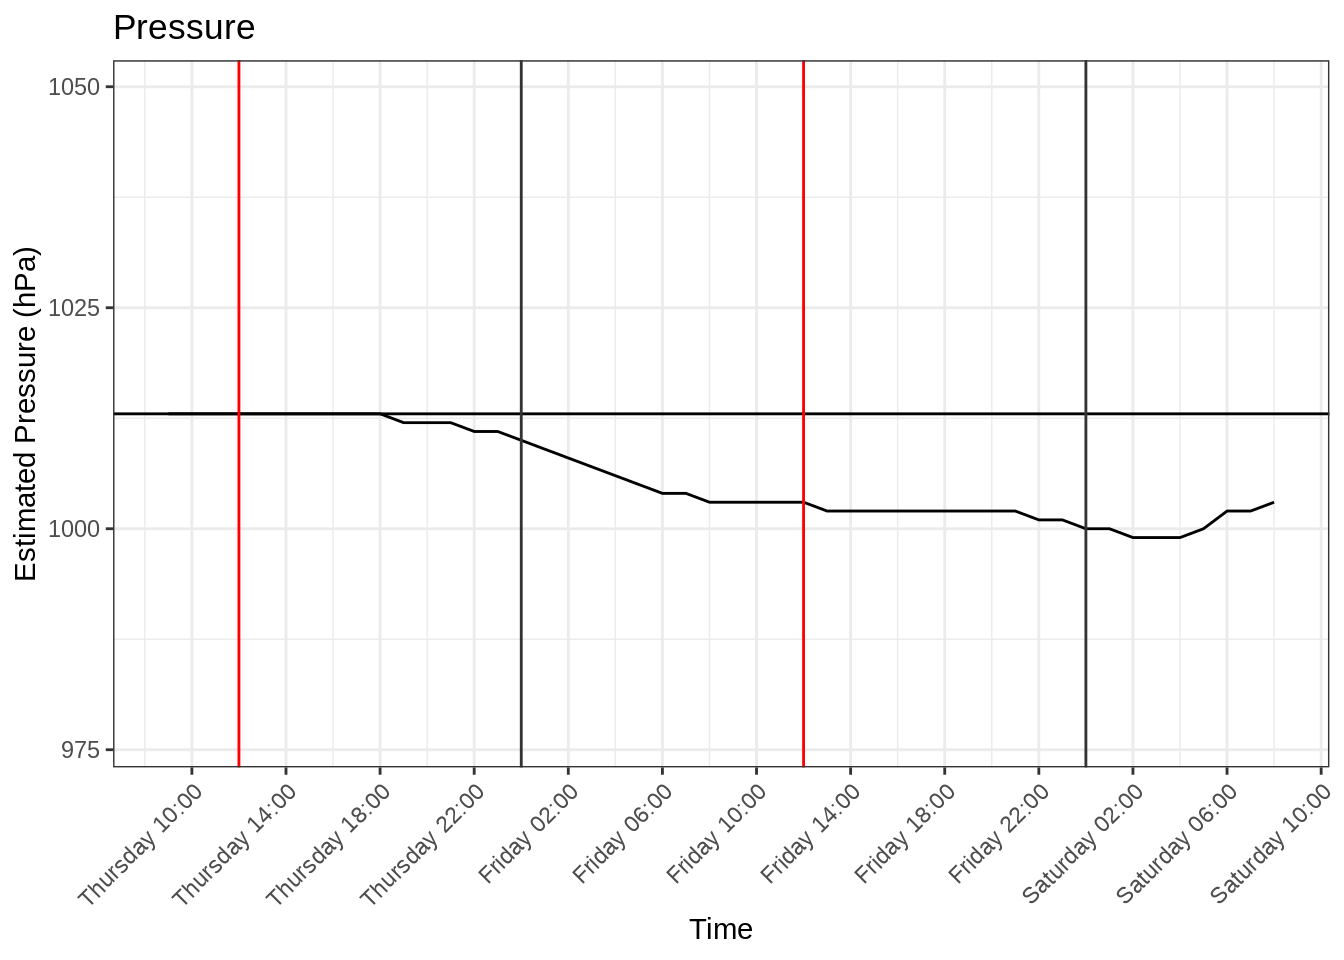 Pressure
Estimated Pressure (hPa)
1050
1025
1000
975
Thursday 10:00
Thursday 14:00
Thursday 18:00
Thursday 22:00
Friday 02:00
Friday 06:00
Friday 10:00
Friday 14:00
Friday 18:00
Friday 22:00
Saturday 02:00
Saturday 06:00
Saturday 10:00
Time